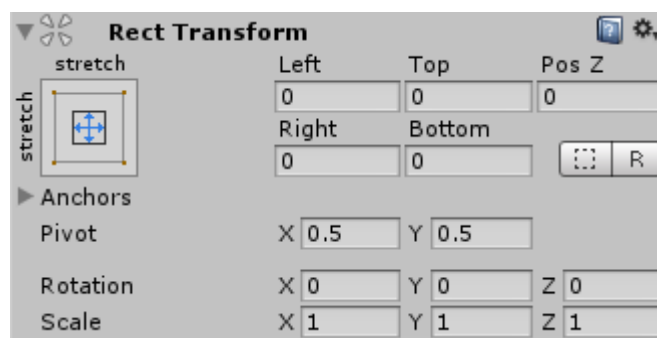 Rect Transform
stretch Left Top Pos Z
stretch 0 0 0
Right Bottom
0 0 R
Anchors
Pivot X 0.5 Y 0.5
Rotation X 0 Y 0 Z 0
Scale X 1 Y 1 Z 1